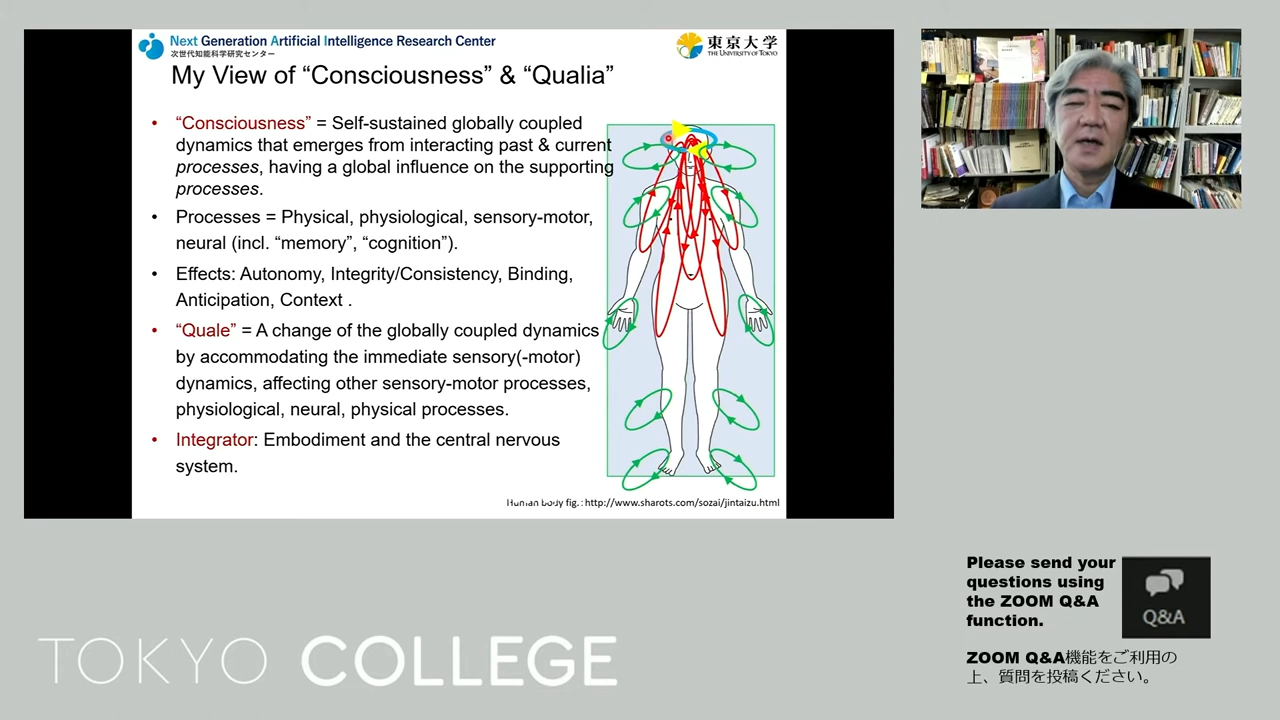 Next Generation Artificial Intelligence Research Center
次世代知能科学研究センター
東京大学
THE UNIVERSITY OF TOKYO
My View of “Consciousness” & “Qualia”
• “Consciousness” = Self-sustained globally coupled
dynamics that emerges from interacting past & current
processes, having a global influence on the supporting
processes.
• Processes = Physical, physiological, sensory-motor,
neural (incl. “memory”, “cognition”).
• Effects: Autonomy, Integrity/Consistency, Binding,
Anticipation, Context .
• “Quale” = A change of the globally coupled dynamics
by accommodating the immediate sensory(-motor)
dynamics, affecting other sensory-motor processes,
physiological, neural, physical processes.
• Integrator: Embodiment and the central nervous
system.
Human body fig.：http://www.sharots.com/sozai/jintaizu.html
Please send your
questions using
the ZOOM Q&A
function.
Q&A
ZOOM Q&A機能をご利用の
上、質問を投稿ください。
TOKYO COLLEGE